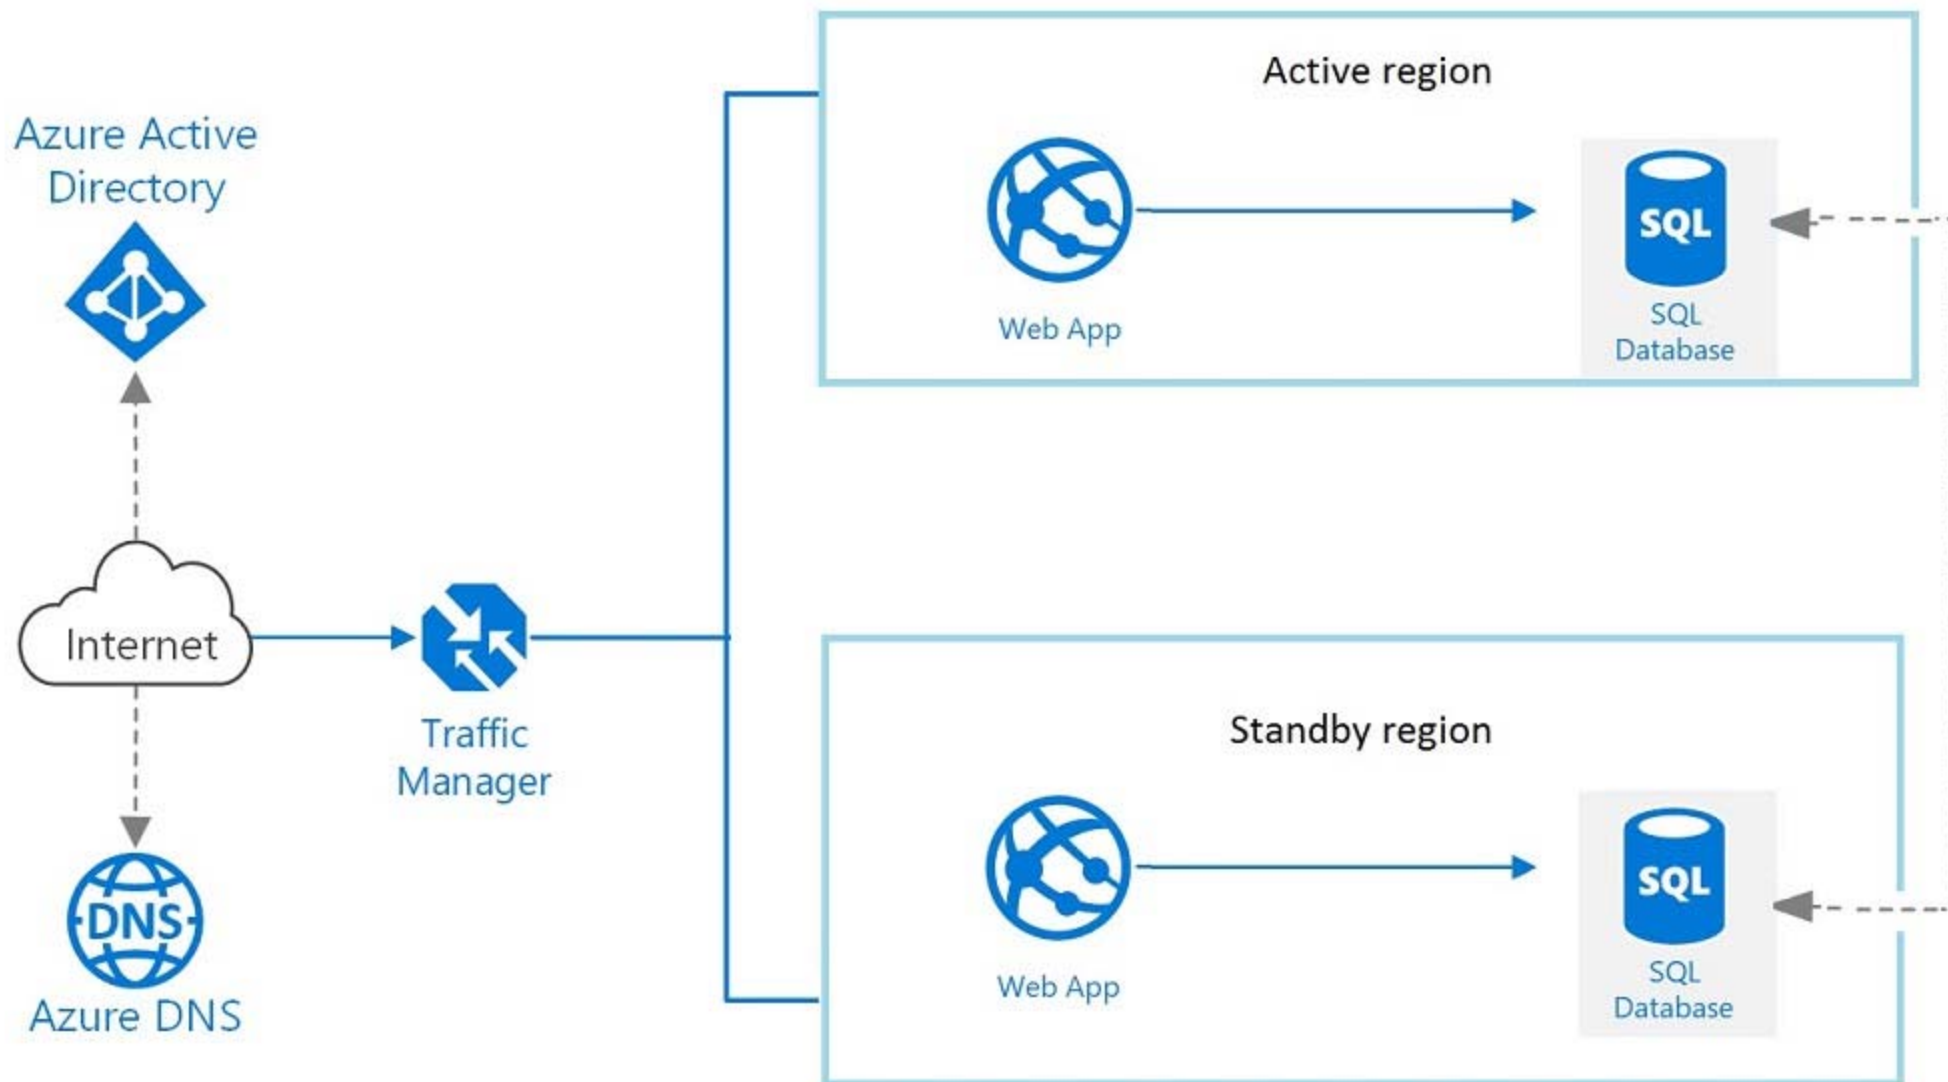 Azure Active
Directory
Internet
DNS
Azure DNS
Traffic
Manager
Active region
Web App
SQL
SQL
Database
Standby region
Web App
SQL
SQL
Database